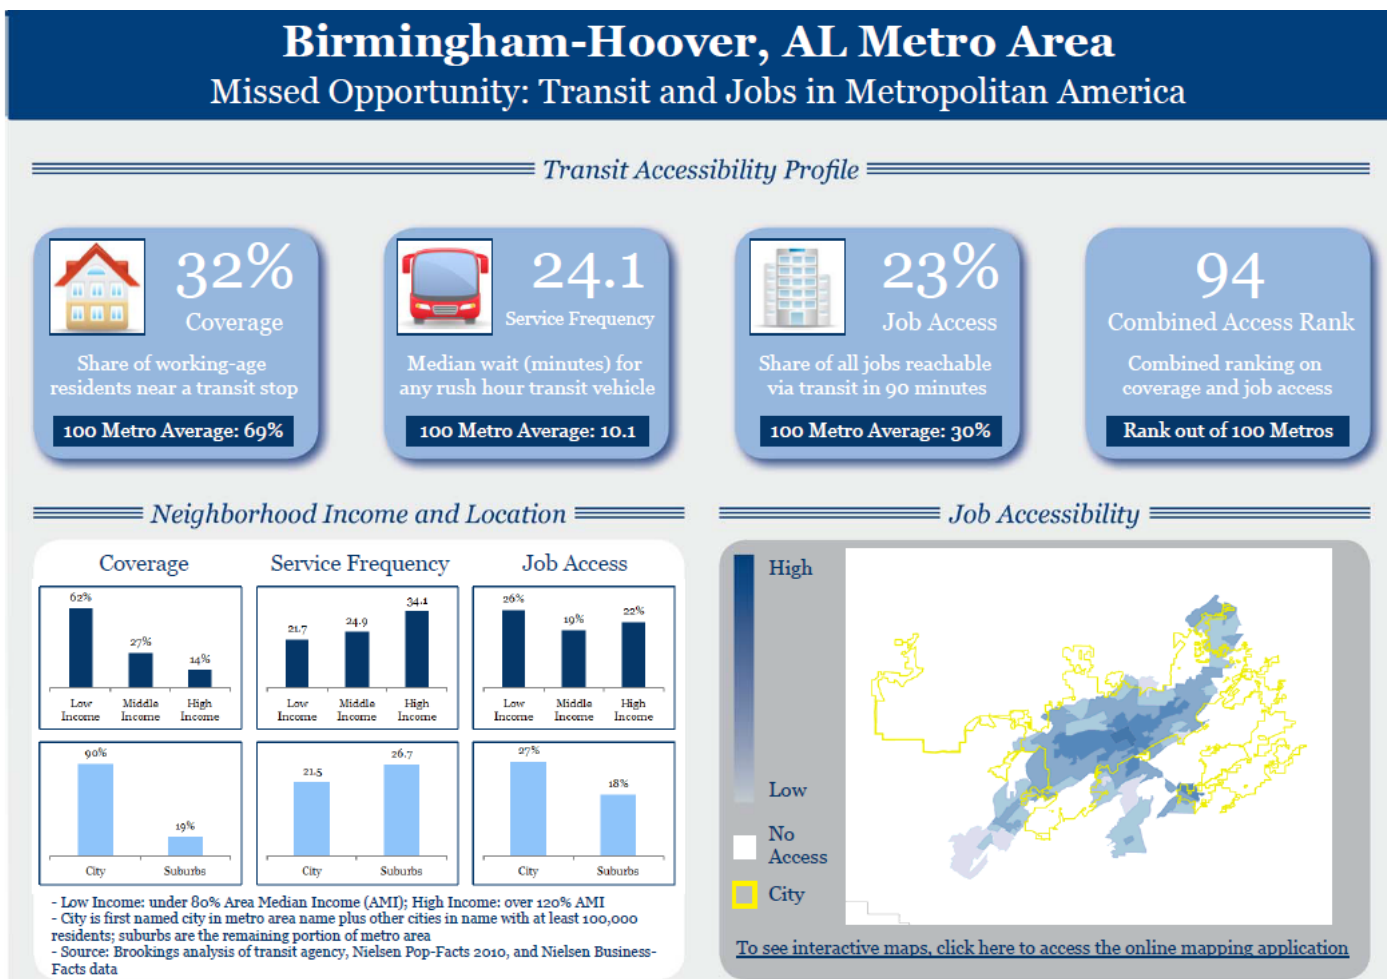 Birmingham-Hoover, AL Metro Area
Missed Opportunity: Transit and Jobs in Metropolitan America
Transit Accessibility Profile
32%
Coverage
Share of working-age
residents near a transit stop
100 Metro Average: 69%
24.1
Service Frequency
Median wait (minutes) for
any rush hour transit vehicle
100 Metro Average: 10.1
23%
Job Access
Share of all jobs reachable
via transit in 90 minutes
100 Metro Average: 30%
94
Combined Access Rank
Combined ranking on
coverage and job access
Rank out of 100 Metros
Neighborhood Income and Location
Coverage
62%
27%
14%
Low
Income
Middle
Income
High
Income
90%
19%
City
Suburbs
Service Frequency
21.7
24.9
34.1
Low
Income
Middle
Income
High
Income
21.5
26.7
City
Suburbs
Job Access
26%
19%
22%
Low
Income
Middle
Income
High
Income
27%
18%
City
Suburbs
- Low Income: under 80% Area Median Income (AMI); High Income: over 120% AMI
- City is first named city in metro area name plus other cities in name with at least 100,000
residents; suburbs are the remaining portion of metro area
- Source: Brookings analysis of transit agency, Nielsen Pop-Facts 2010, and Nielsen Business-
Facts data
Job Accessibility
High
Low
No
Access
City
To see interactive maps, click here to access the online mapping application